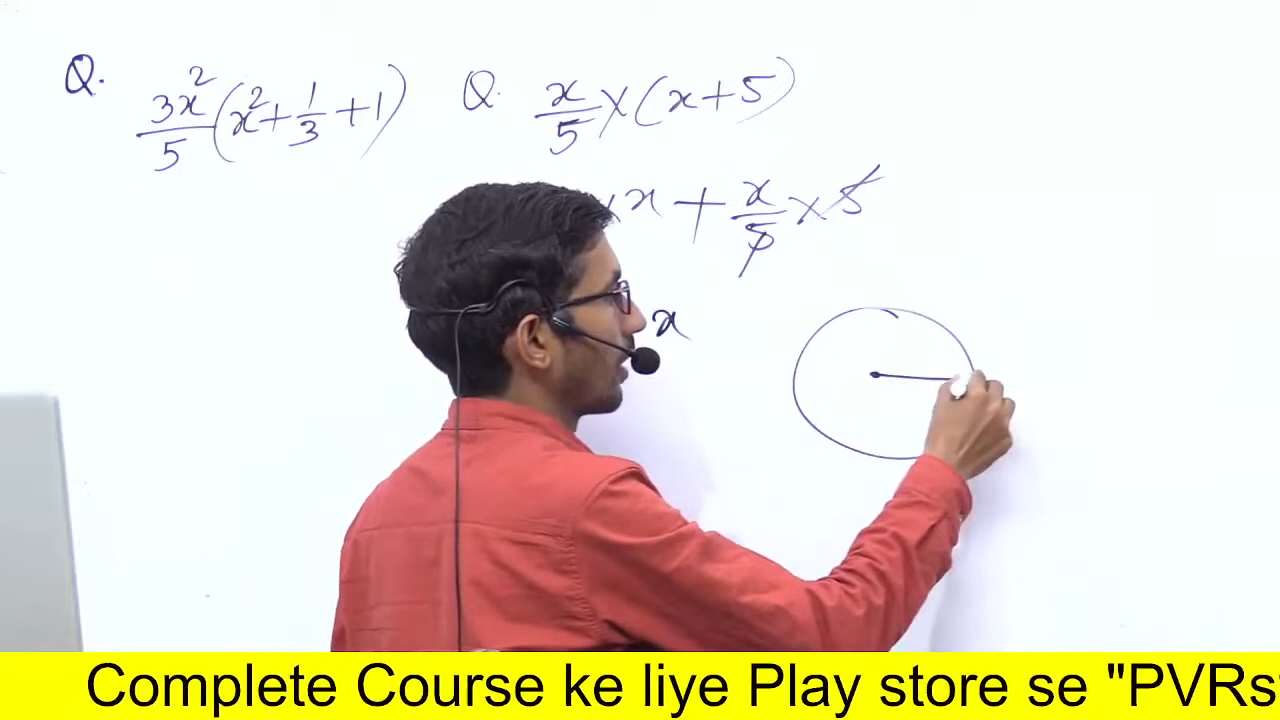 Q. 3x²/5 (x² + 1/3 + 1)
Q. x/5 × (x + 5)
× x + x/5 × 5
x
Complete Course ke liye Play store se "PVRs